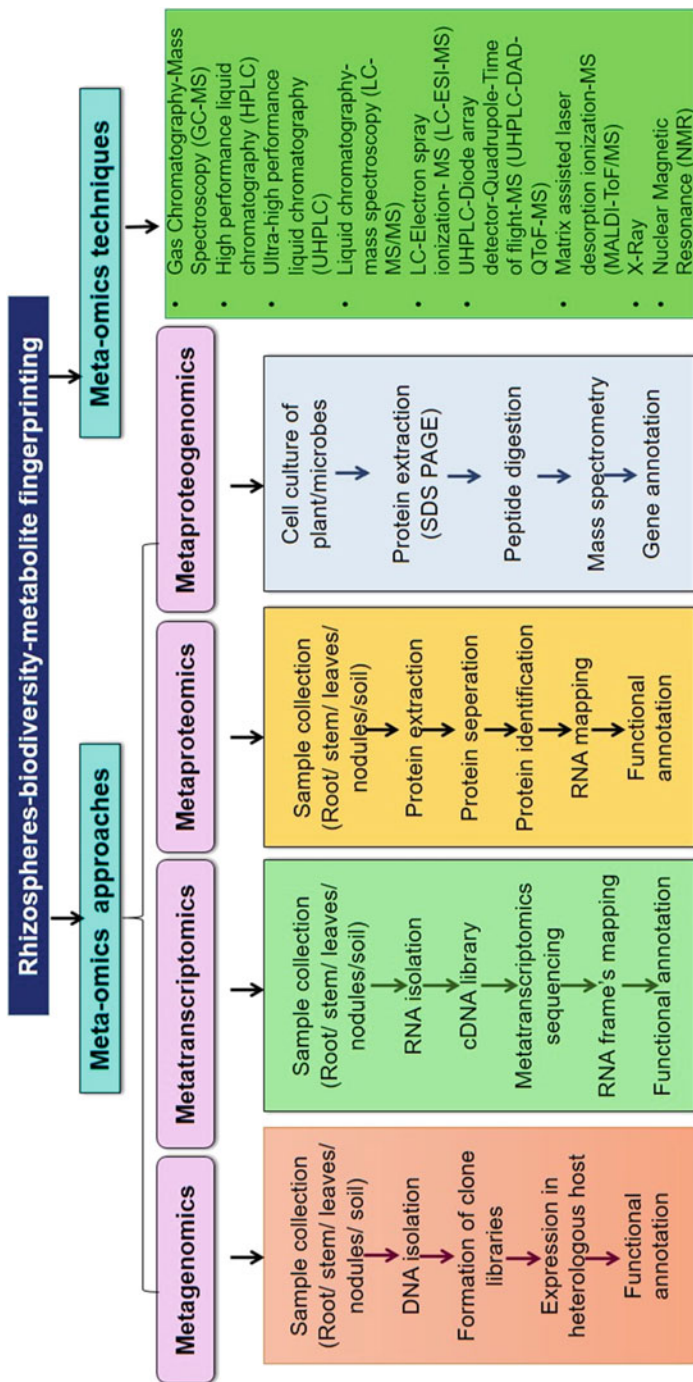 Rhizospheres-biodiversity-metabolite fingerprinting
Meta-omics approaches
Meta-omics techniques
Metagenomics
Metatranscriptomics
Metaproteomics
Metaproteogenomics
Sample collection
(Root/ stem/ leaves/
nodules/ soil)
DNA isolation
Formation of clone
libraries
Expression in
heterologous host
Functional
annotation
Sample collection
(Root/ stem/ leaves/
nodules/soil)
RNA isolation
cDNA library
Metatranscriptomics
sequencing
RNA frame's mapping
Functional annotation
Sample collection
(Root/ stem/ leaves/
nodules/soil)
Protein extraction
Protein seperation
Protein identification
RNA mapping
Functional
annotation
Cell culture of
plant/microbes
Protein extraction
(SDS PAGE)
Peptide digestion
Mass spectrometry
Gene annotation
• Gas Chromatography-Mass
Spectroscopy (GC-MS)
• High performance liquid
chromatography (HPLC)
• Ultra-high performance
liquid chromatography
(UHPLC)
• Liquid chromatography-
mass spectroscopy (LC-
MS/MS)
• LC-Electron spray
ionization- MS (LC-ESI-MS)
• UHPLC-Diode array
detector-Quadrupole-Time
of flight-MS (UHPLC-DAD-
QToF-MS)
• Matrix assisted laser
desorption ionization-MS
(MALDI-ToF/MS)
• X-Ray
• Nuclear Magnetic
Resonance (NMR)